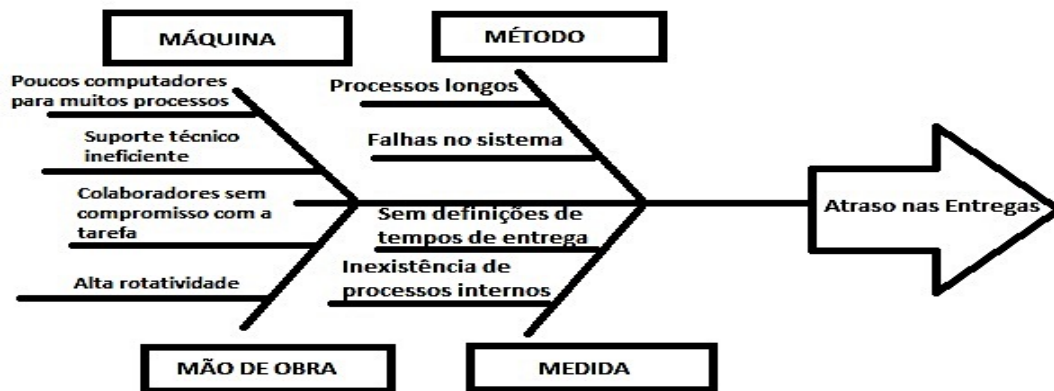 MÁQUINA
MÉTODO
Poucos computadores
para muitos processos
Processos longos
Suporte técnico
ineficiente
Falhas no sistema
Colaboradores sem
compromisso com a
tarefa
Sem definições de
tempos de entrega
Atraso nas Entregas
Alta rotatividade
Inexistência de
processos internos
MÃO DE OBRA
MEDIDA